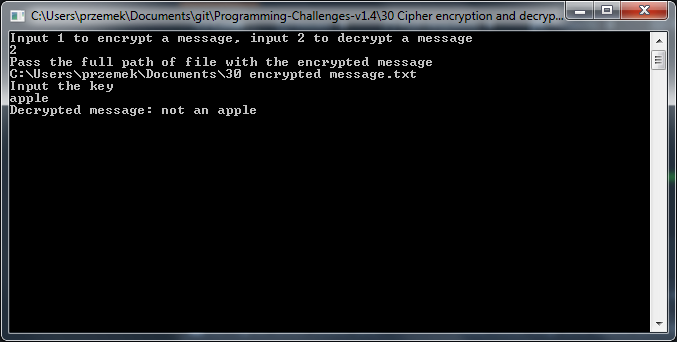 C:\Users\przemek\Documents\git\Programming-Challenges-v1.4\30 Cipher encryption and decryp...
Input 1 to encrypt a message, input 2 to decrypt a message
2
Pass the full path of file with the encrypted message
C:\Users\przemek\Documents\30 encrypted message.txt
Input the key
apple
Decrypted message: not an apple